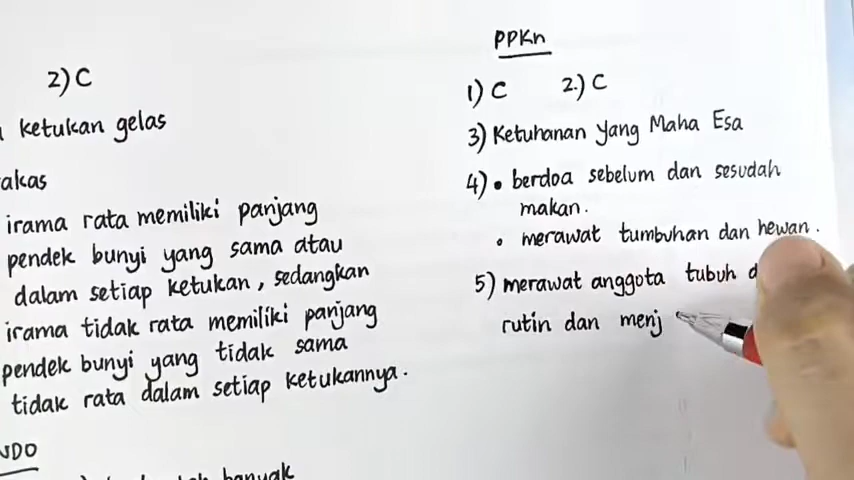 2) C
ketukan gelas
akas
irama rata memiliki panjang
pendek bunyi yang sama atau
dalam setiap ketukan, sedangkan
irama tidak rata memiliki panjang
pendek bunyi yang tidak sama
tidak rata dalam setiap ketukannya.
NDO
banyak
PPKn
1) C 2.) C
3) Ketuhanan Yang Maha Esa
4) • berdoa sebelum dan sesudah
makan.
• merawat tumbuhan dan hewan.
5) merawat anggota tubuh d
rutin dan menj